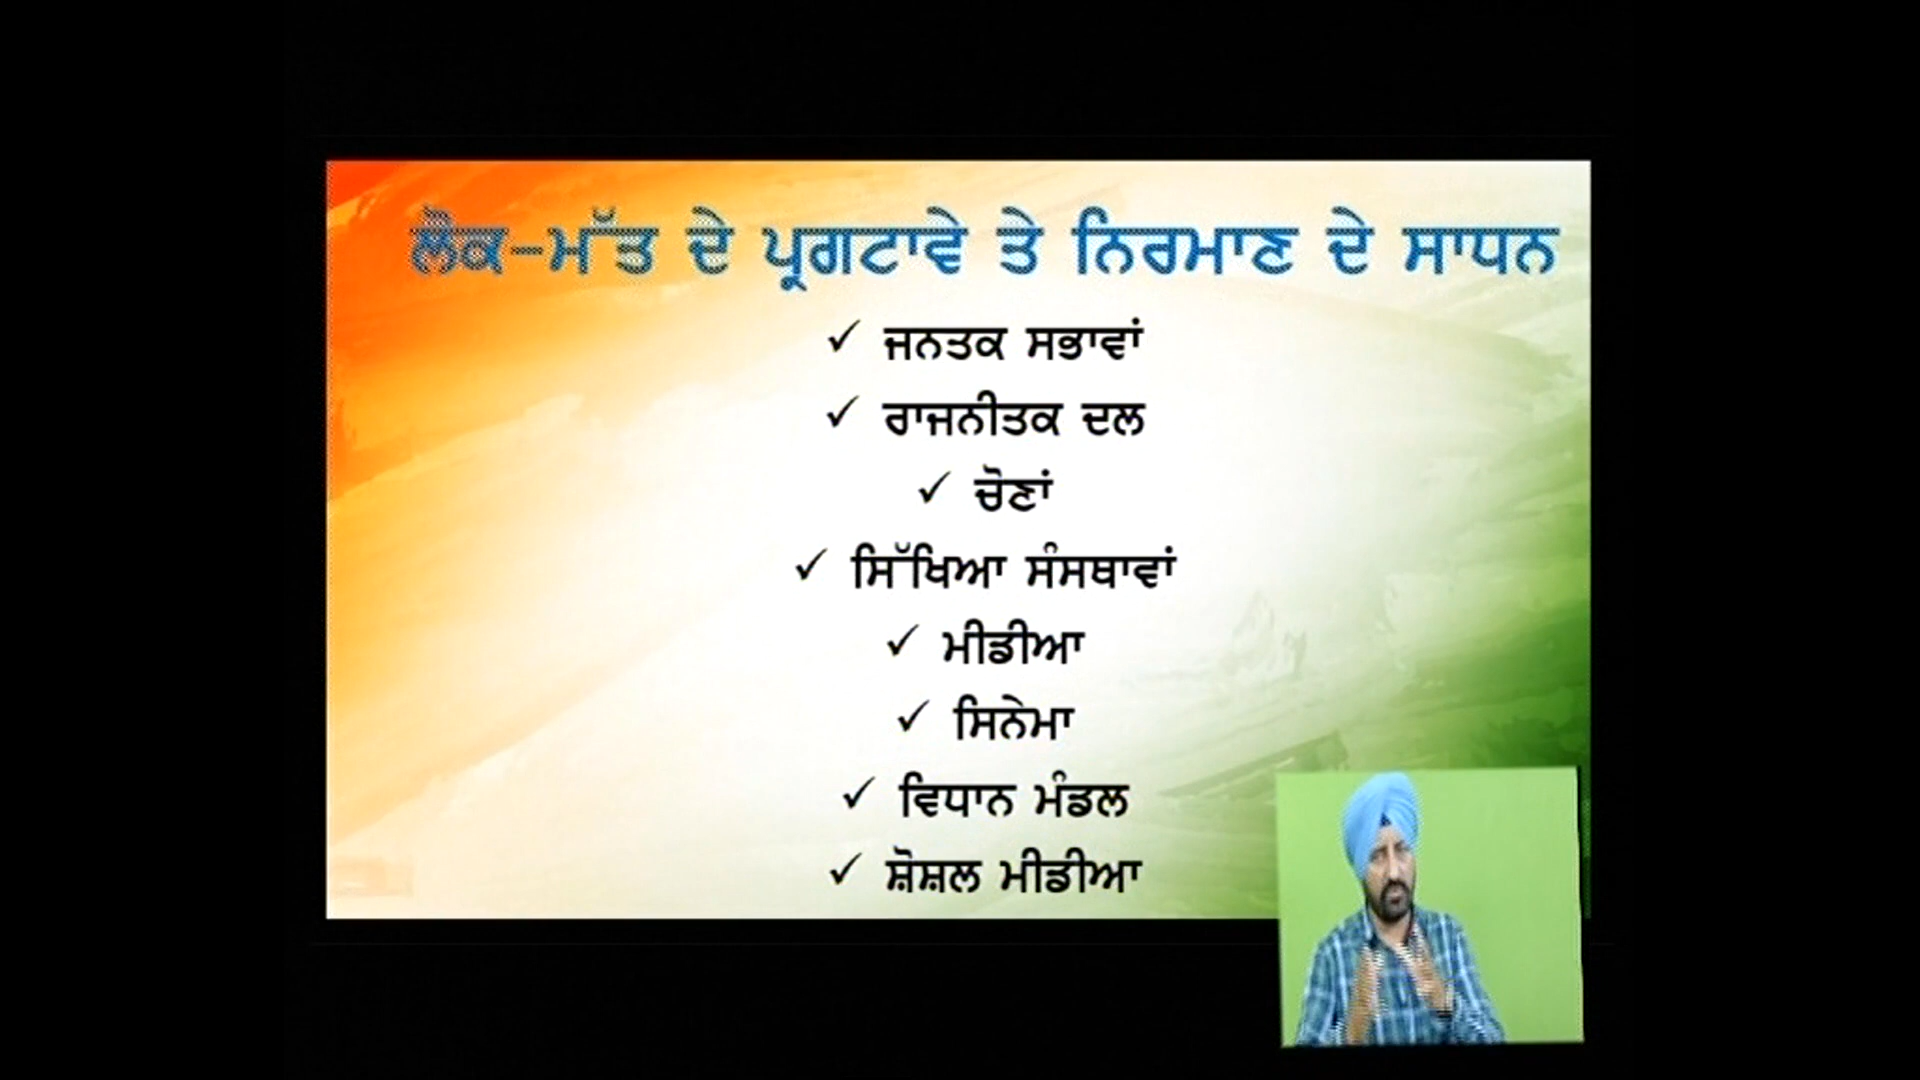 ਲੋਕ-ਮੱਤ ਦੇ ਪ੍ਰਗਟਾਵੇ ਤੇ ਨਿਰਮਾਣ ਦੇ ਸਾਧਨ
✓ ਜਨਤਕ ਸਭਾਵਾਂ
✓ ਰਾਜਨੀਤਕ ਦਲ
✓ ਚੋਣਾਂ
✓ ਸਿੱਖਿਆ ਸੰਸਥਾਵਾਂ
✓ ਮੀਡੀਆ
✓ ਸਿਨੇਮਾ
✓ ਵਿਧਾਨ ਮੰਡਲ
✓ ਸ਼ੋਸ਼ਲ ਮੀਡੀਆ